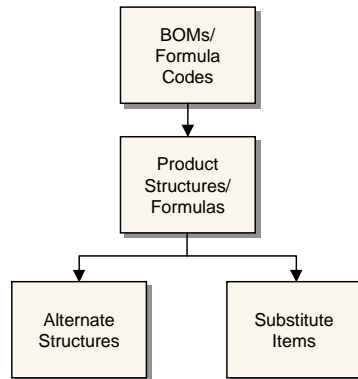 BOMs/
Formula
Codes
Product
Structures/
Formulas
Alternate
Structures
Substitute
Items